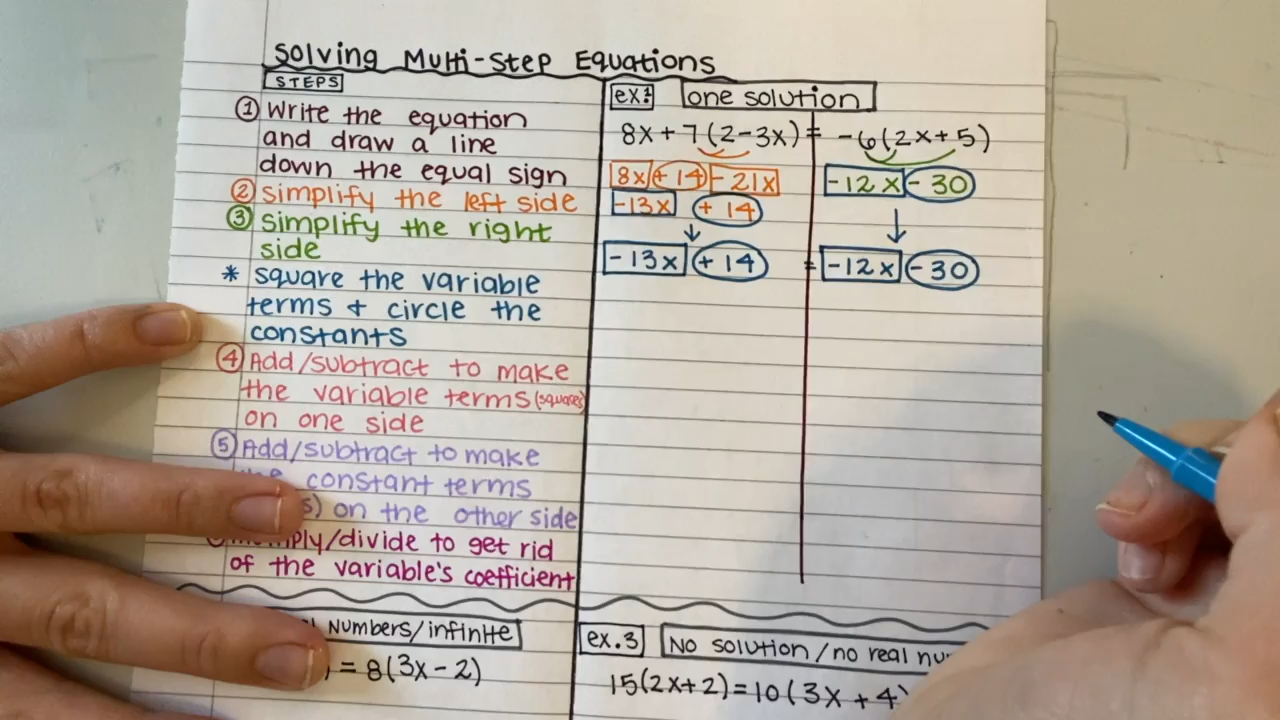 Solving Multi-Step Equations
STEPS
① Write the equation
and draw a line
down the equal sign
② simplify the left side
③ simplify the right
side
* square the variable
terms + circle the
constants
④ Add/subtract to make
the variable terms (squares)
on one side
⑤ Add/subtract to make
the constant terms
on the other side
/divide to get rid
of the variable's coefficient
ex: 1 one solution
8x + 7(2 - 3x) = -6(2x + 5)
8x + 14 - 21x -12x - 30
-13x + 14
-13x + 14 = -12x - 30
Numbers/infinite
= 8(3x - 2)
ex. 3 No solution/no real
15(2x+2) = 10(3x + 4)